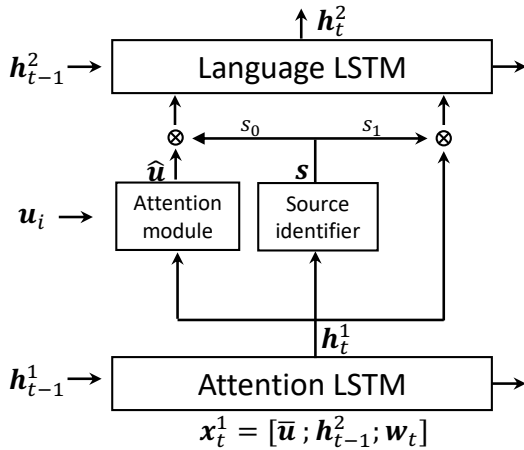 𝒉_t^2
𝒉_{t−1}^2
Language LSTM
s_0
s_1
⊗
⊗
û
𝒔
𝒖_i
Attention
module
Source
identifier
𝒉_t^1
𝒉_{t−1}^1
Attention LSTM
𝒙_t^1 = [ū ; 𝒉_{t−1}^2; 𝒘_t]